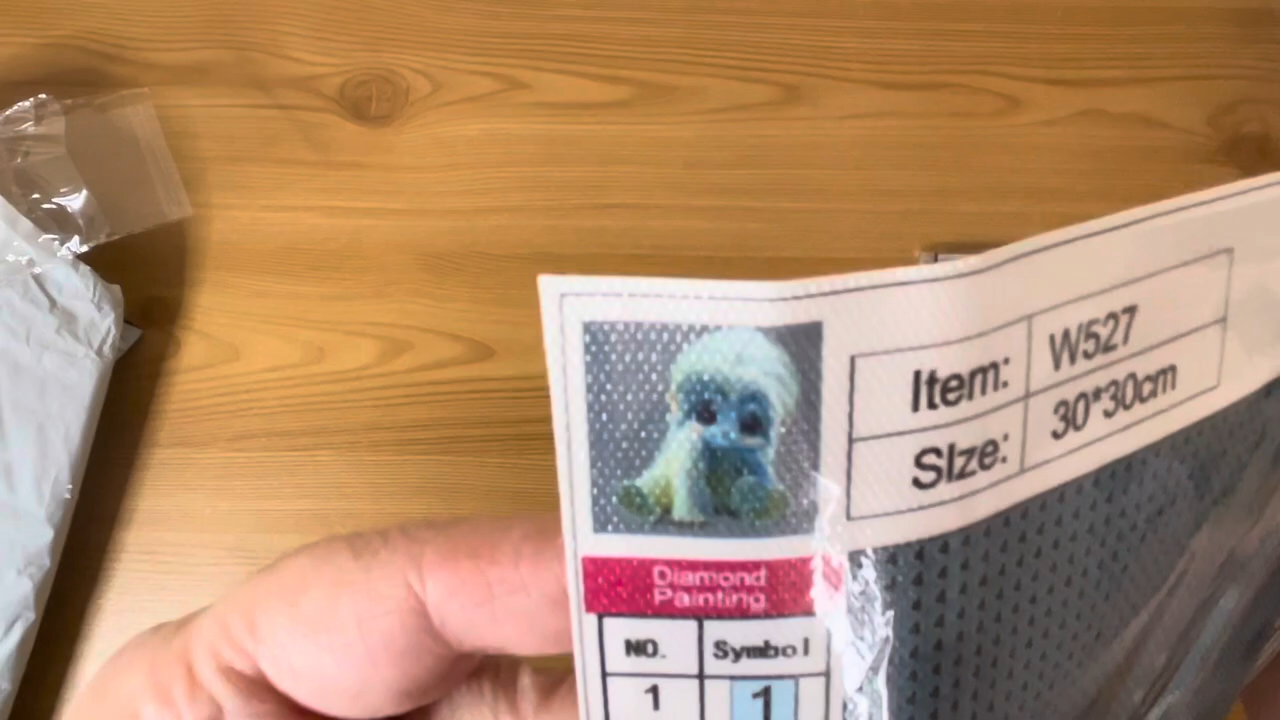 Item: W527
SIze: 30*30cm
Diamond
Painting
NO. Symbol
1 1